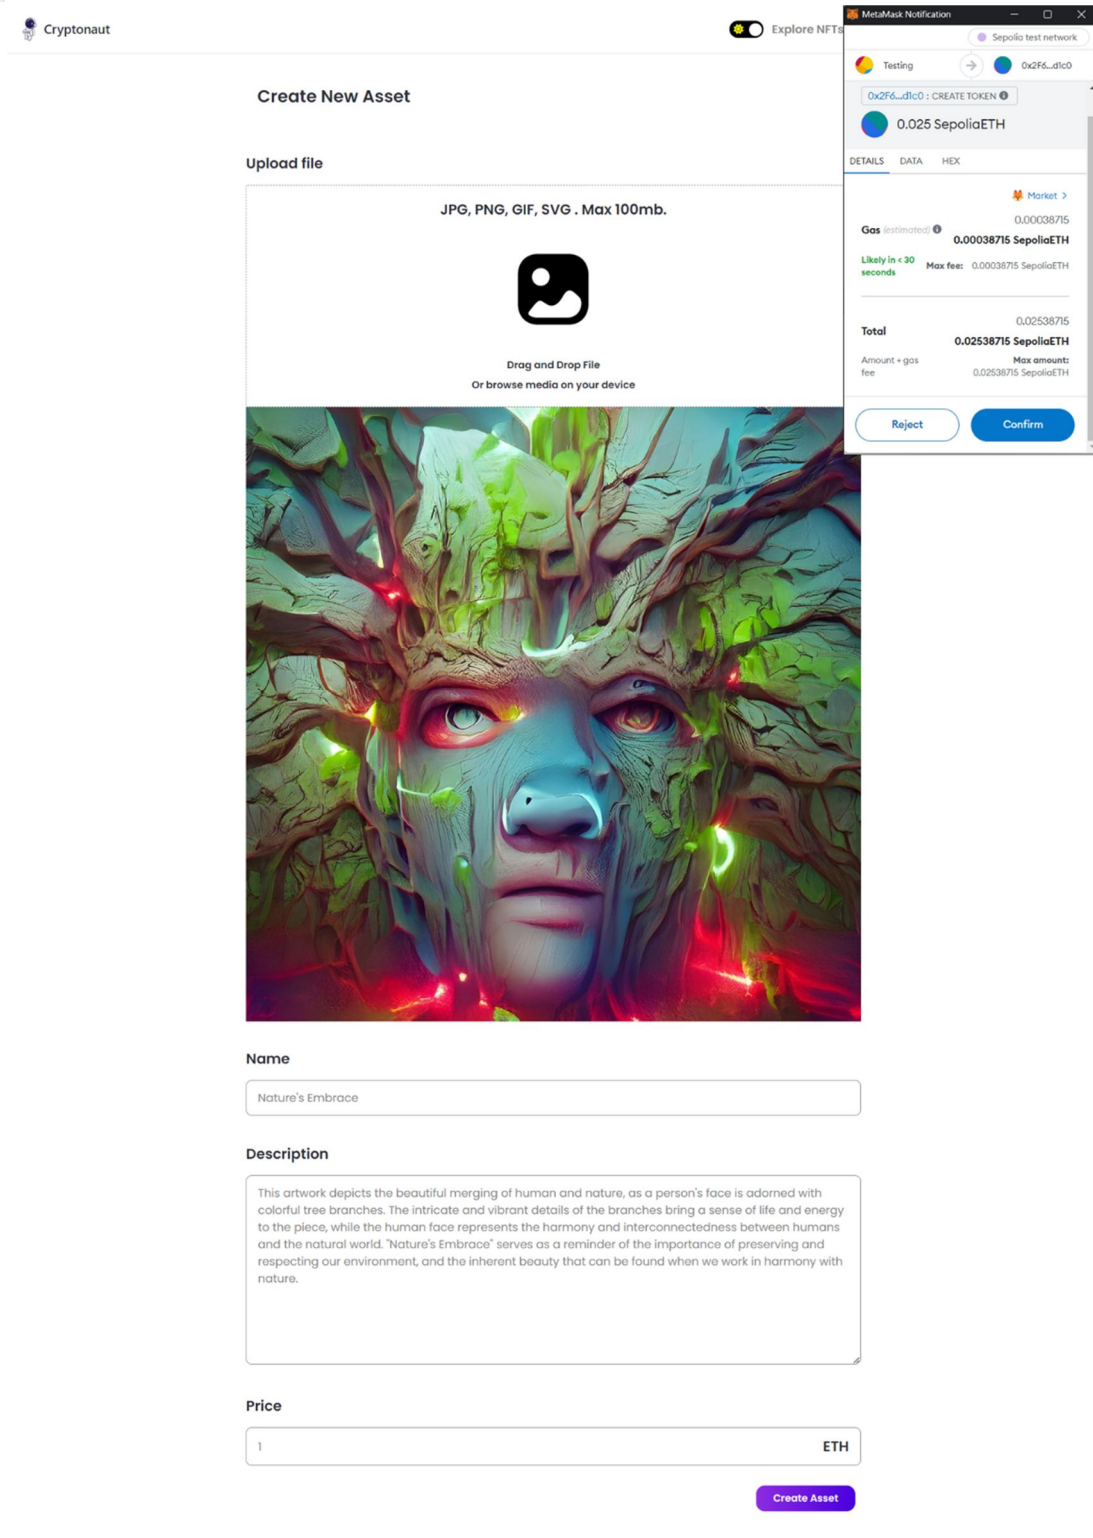 Cryptonaut
Explore NFTs
MetaMask Notification
Sepolia test network
Testing
0x2F6...d1c0
0x2F6...d1c0 : CREATE TOKEN
0.025 SepoliaETH
DETAILS DATA HEX
Market >
0.00038715
Gas (estimated)
0.00038715 SepoliaETH
Likely in < 30
seconds
Max fee: 0.00038715 SepoliaETH
0.02538715
Total
0.02538715 SepoliaETH
Amount + gas
fee
Max amount:
0.02538715 SepoliaETH
Reject
Confirm
Create New Asset
Upload file
JPG, PNG, GIF, SVG . Max 100mb.
Drag and Drop File
Or browse media on your device
Name
Nature's Embrace
Description
This artwork depicts the beautiful merging of human and nature, as a person's face is adorned with
colorful tree branches. The intricate and vibrant details of the branches bring a sense of life and energy
to the piece, while the human face represents the harmony and interconnectedness between humans
and the natural world. "Nature's Embrace" serves as a reminder of the importance of preserving and
respecting our environment, and the inherent beauty that can be found when we work in harmony with
nature.
Price
1
ETH
Create Asset